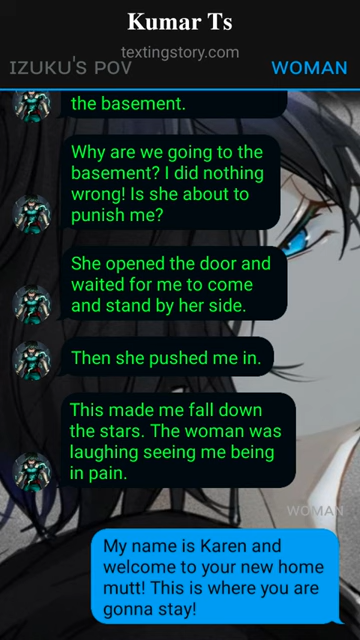 Kumar Ts
textingstory.com
IZUKU'S POV
WOMAN
the basement.
Why are we going to the
basement? I did nothing
wrong! Is she about to
punish me?
She opened the door and
waited for me to come
and stand by her side.
Then she pushed me in.
This made me fall down
the stars. The woman was
laughing seeing me being
in pain.
WOMAN
My name is Karen and
welcome to your new home
mutt! This is where you are
gonna stay!